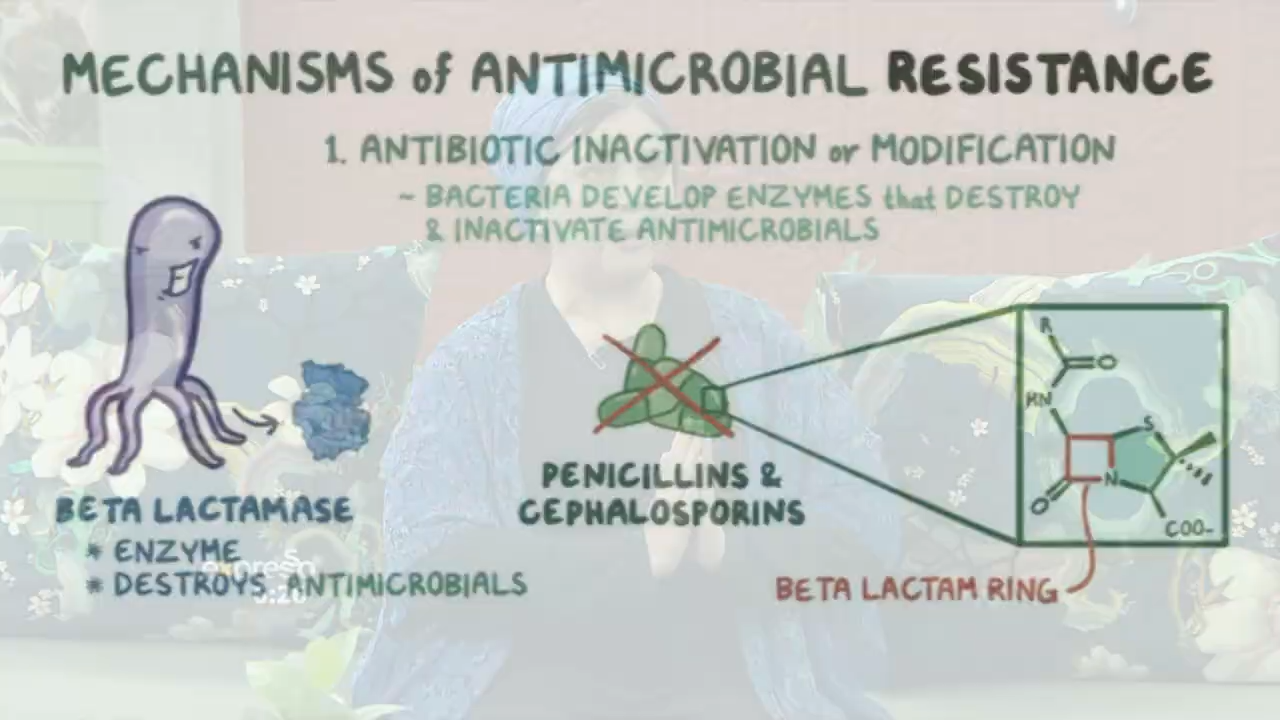 MECHANISMS of ANTIMICROBIAL RESISTANCE
1. ANTIBIOTIC INACTIVATION or MODIFICATION
~ BACTERIA DEVELOP ENZYMES that DESTROY
& INACTIVATE ANTIMICROBIALS
BETA LACTAMASE
* ENZYME
* DESTROYS ANTIMICROBIALS
expresso
PENICILLINS &
CEPHALOSPORINS
R
O
HN
S
N
O
COO-
BETA LACTAM RING